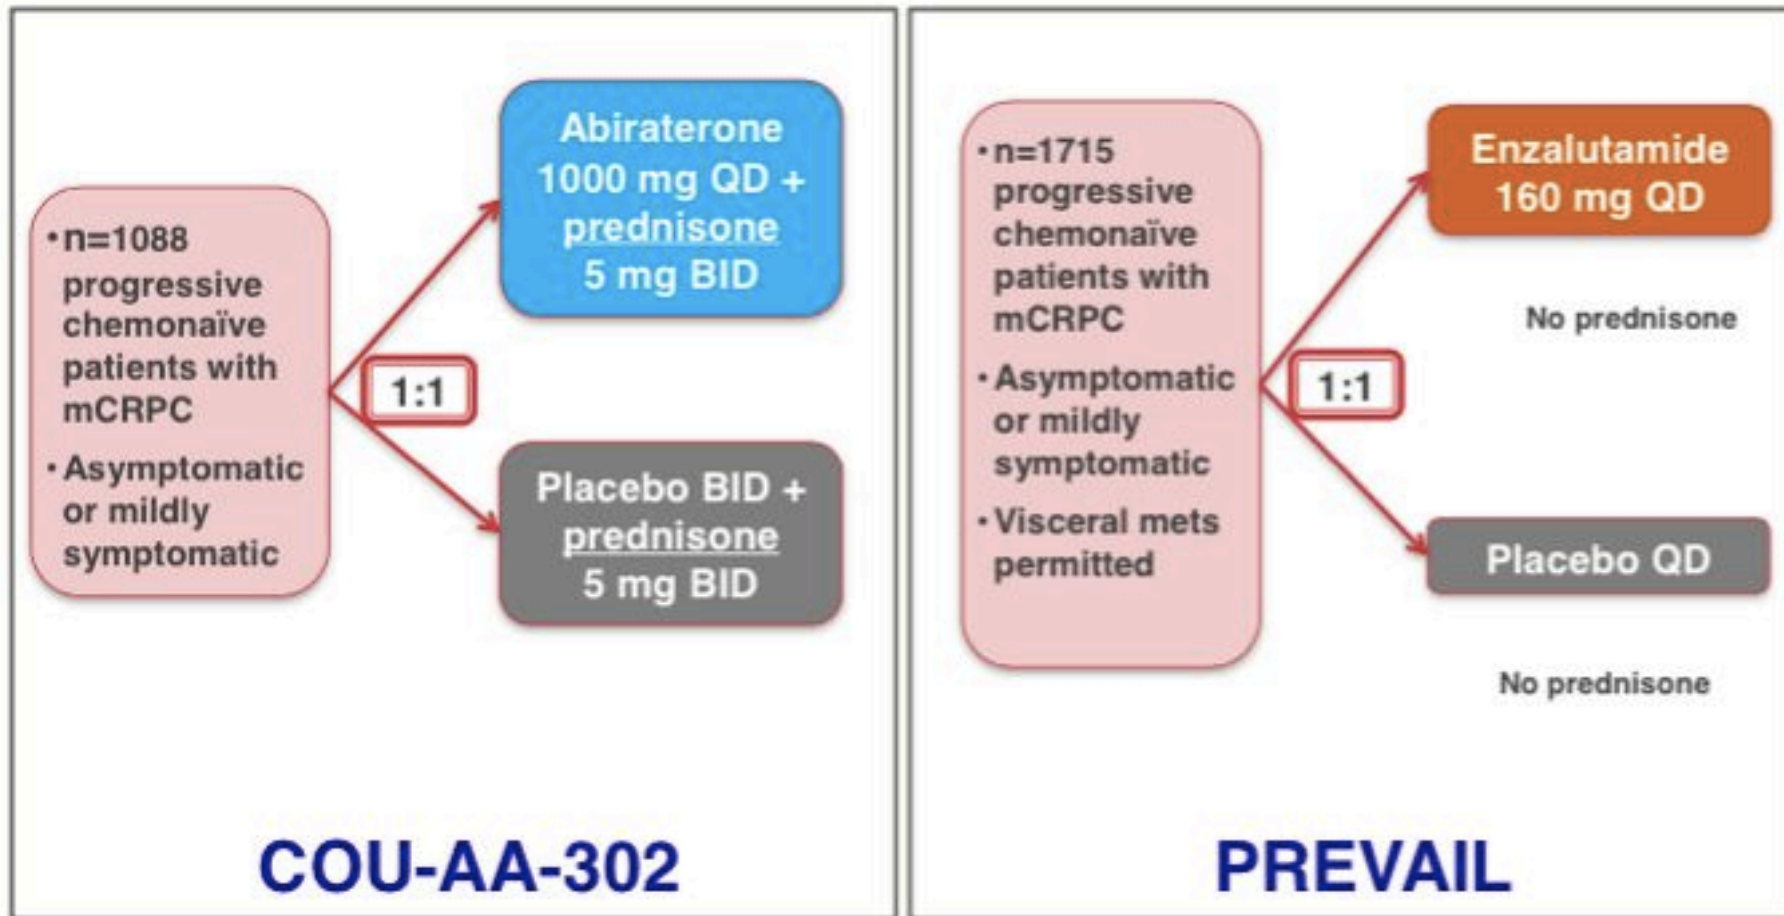 • n=1088
progressive
chemonaïve
patients with
mCRPC
• Asymptomatic
or mildly
symptomatic
1:1
Abiraterone
1000 mg QD +
prednisone
5 mg BID
Placebo BID +
prednisone
5 mg BID
COU-AA-302
• n=1715
progressive
chemonaïve
patients with
mCRPC
• Asymptomatic
or mildly
symptomatic
• Visceral mets
permitted
1:1
Enzalutamide
160 mg QD
No prednisone
Placebo QD
No prednisone
PREVAIL